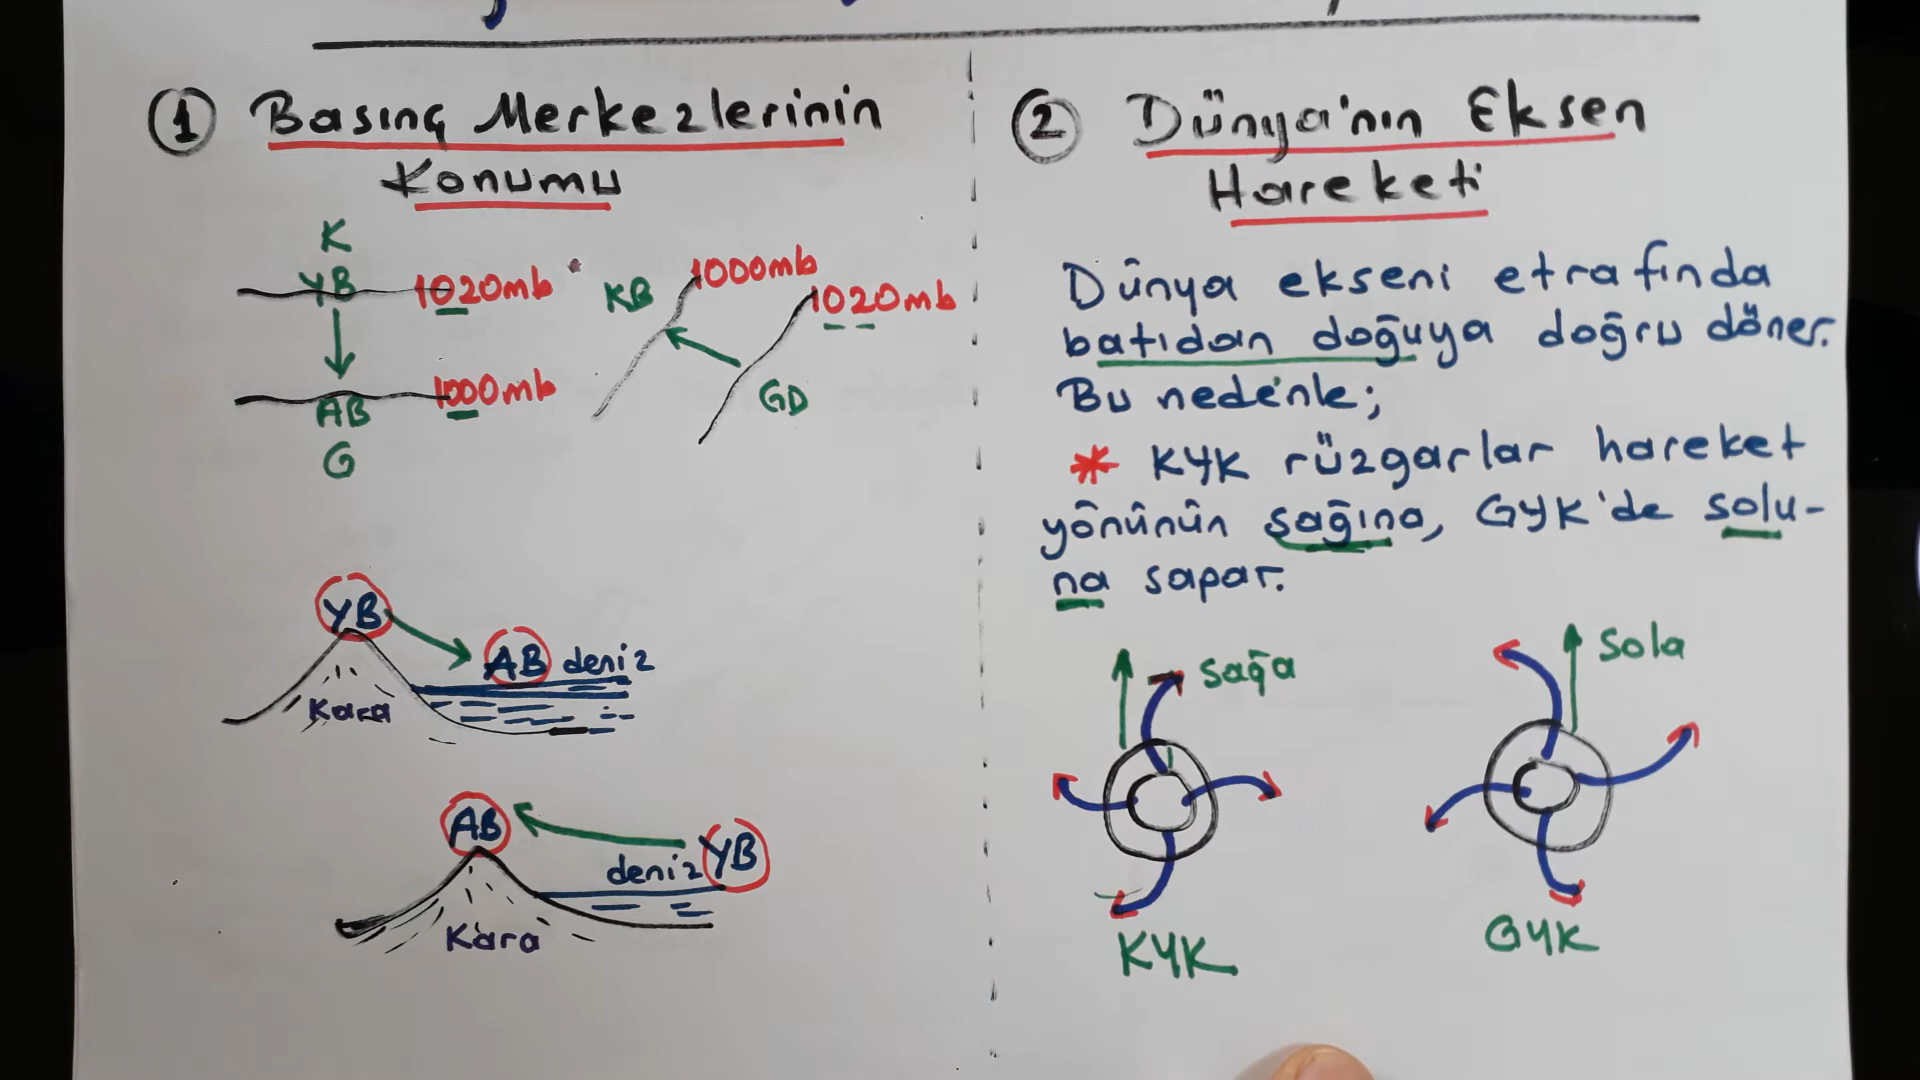 1 Basınç Merkezlerinin
Konumu
K
YB 1020mb
AB 1000mb
G
KB 1000mb
1020mb
GD
YB
AB deniz
Kara
AB
deniz YB
Kara
2 Dünya'nın Eksen
Hareketi
Dünya ekseni etrafında
batıdan doğuya doğru döner.
Bu nedenle;
* KYK rüzgarlar hareket
yönünün sağına, GYK'de solu-
na sapar.
sağa
KYK
Sola
GYK